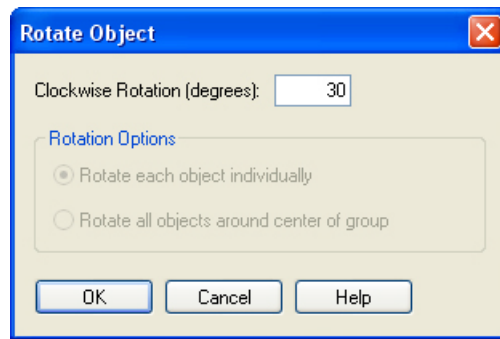 Rotate Object
Clockwise Rotation (degrees): 30
Rotation Options
Rotate each object individually
Rotate all objects around center of group
OK Cancel Help